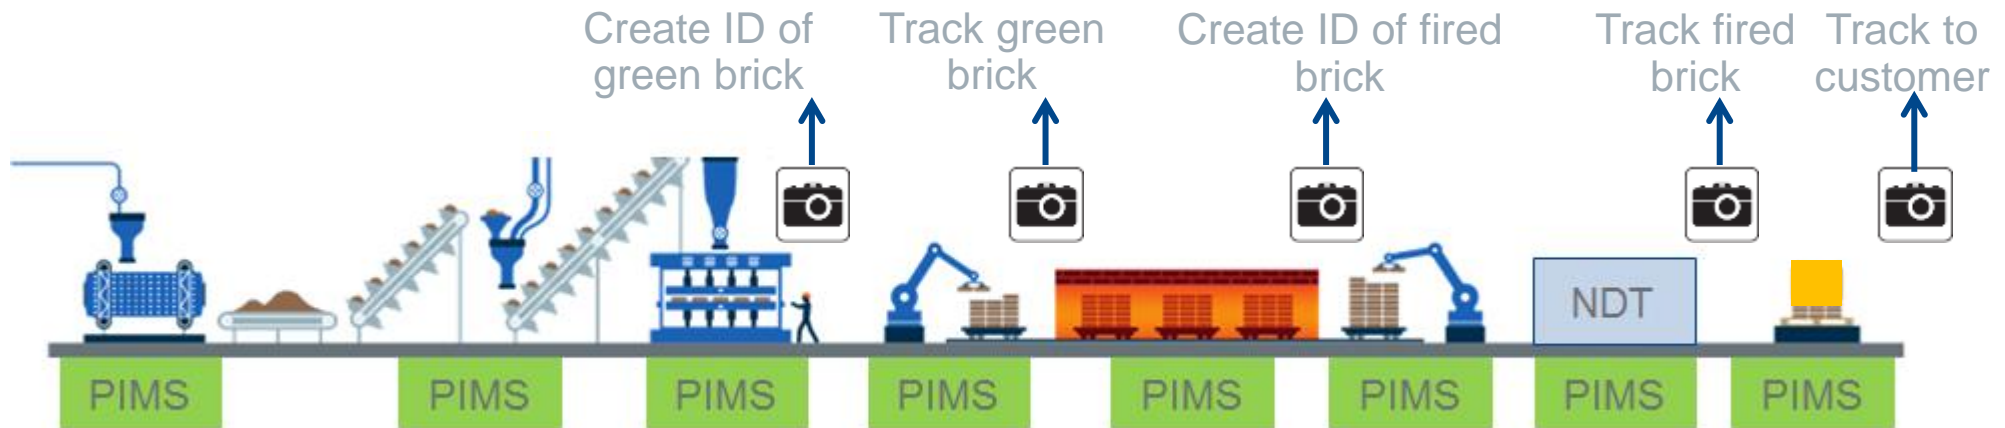 Create ID of
green brick
Track green
brick
Create ID of fired
brick
Track fired
brick
Track to
customer
NDT
PIMS
PIMS
PIMS
PIMS
PIMS
PIMS
PIMS
PIMS